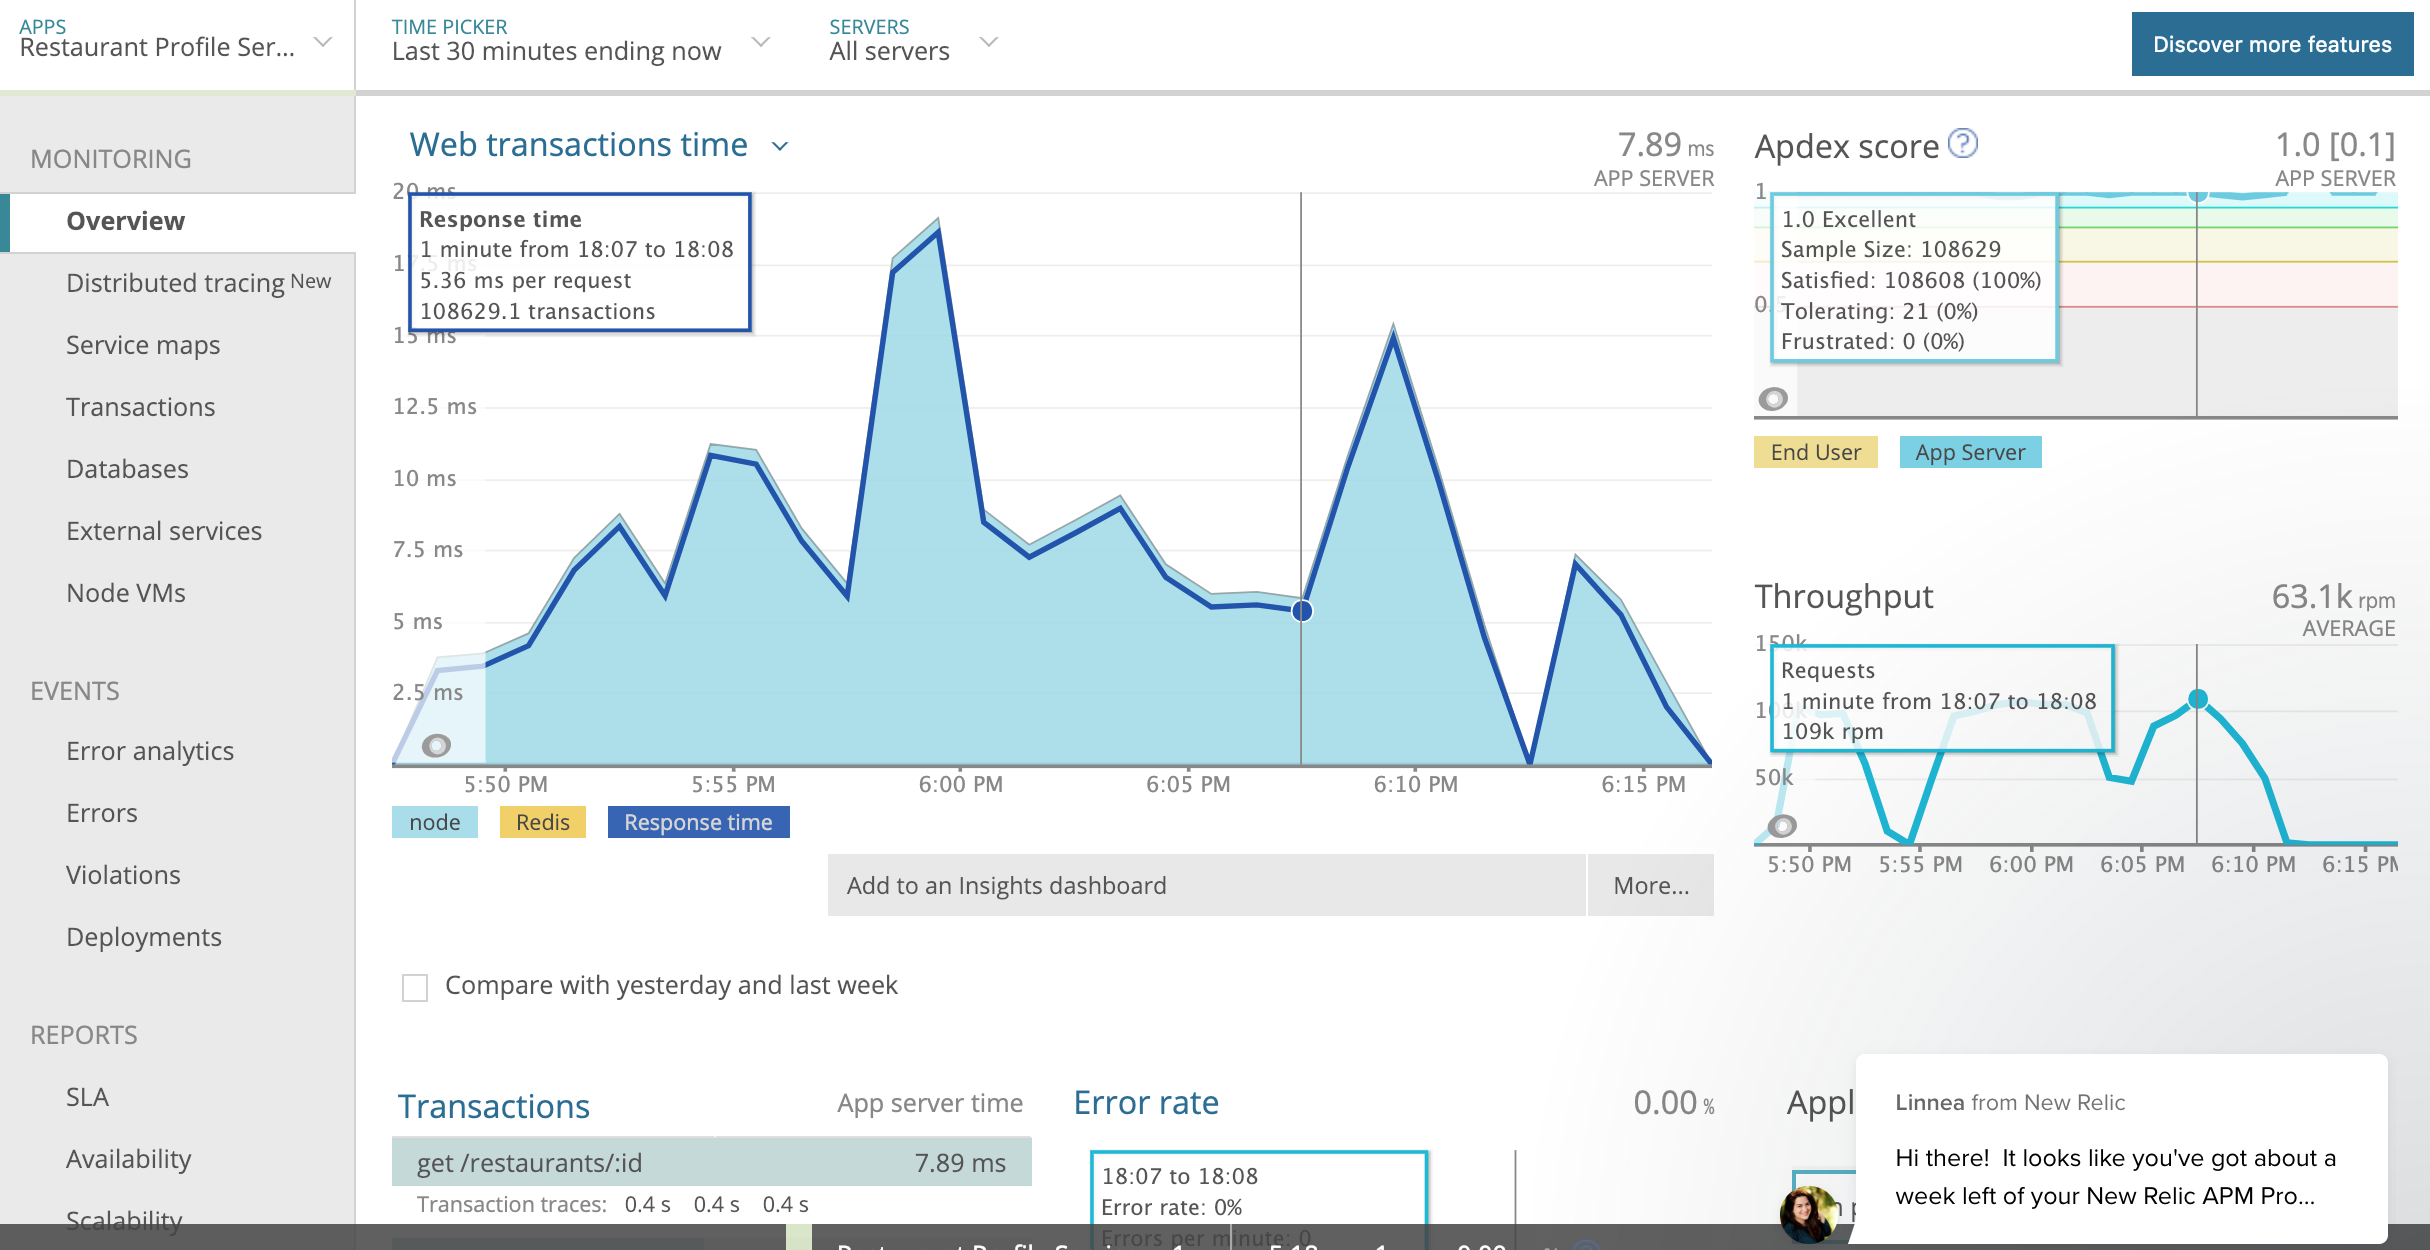 APPS
Restaurant Profile Ser...
TIME PICKER
Last 30 minutes ending now
SERVERS
All servers
Discover more features
MONITORING
Overview
Distributed tracing New
Service maps
Transactions
Databases
External services
Node VMs
EVENTS
Error analytics
Errors
Violations
Deployments
REPORTS
SLA
Availability
Scalability
Web transactions time
7.89 ms
APP SERVER
20 ms
17.5 ms
15 ms
12.5 ms
10 ms
7.5 ms
5 ms
2.5 ms
Response time
1 minute from 18:07 to 18:08
5.36 ms per request
108629.1 transactions
5:50 PM 5:55 PM 6:00 PM 6:05 PM 6:10 PM 6:15 PM
node Redis Response time
Add to an Insights dashboard More...
Compare with yesterday and last week
Apdex score ?
1.0 [0.1]
APP SERVER
1
1.0 Excellent
Sample Size: 108629
Satisfied: 108608 (100%)
Tolerating: 21 (0%)
Frustrated: 0 (0%)
End User App Server
Throughput
63.1k rpm
AVERAGE
150k
100k
50k
Requests
1 minute from 18:07 to 18:08
109k rpm
5:50 PM 5:55 PM 6:00 PM 6:05 PM 6:10 PM 6:15 PM
Transactions App server time
get /restaurants/:id 7.89 ms
Transaction traces: 0.4 s 0.4 s 0.4 s
Error rate 0.00 %
18:07 to 18:08
Error rate: 0%
Errors per minute: 0
Appl
Linnea from New Relic
Hi there! It looks like you've got about a
week left of your New Relic APM Pro...